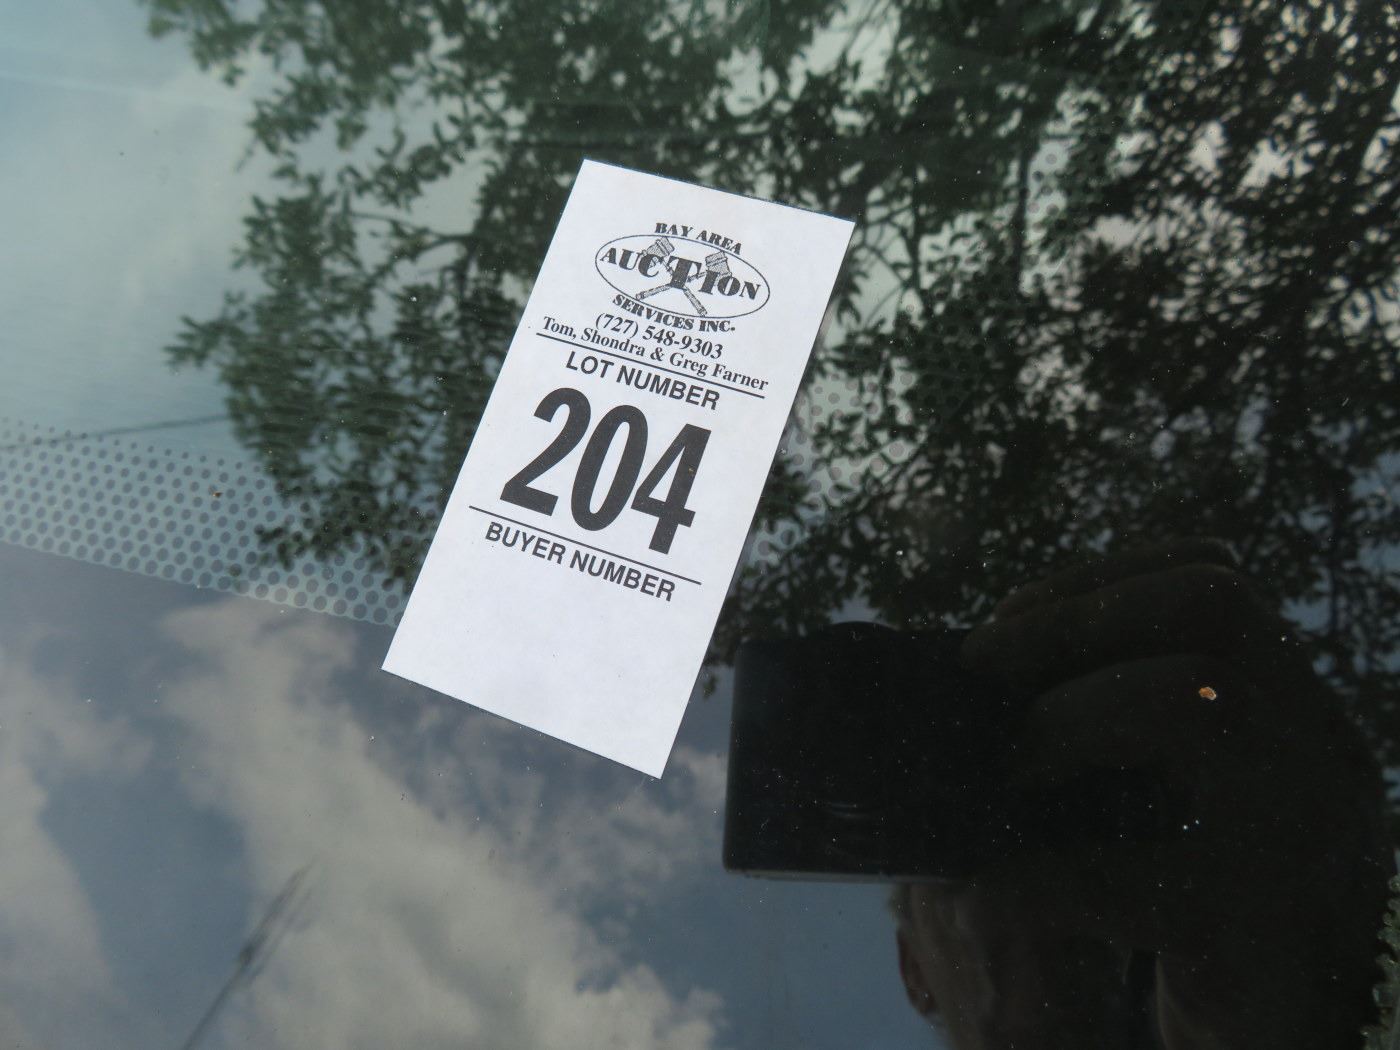 BAY AREA
AUCTION
SERVICES INC.
(727) 548-9303
Tom, Shondra & Greg Farner
LOT NUMBER
204
BUYER NUMBER